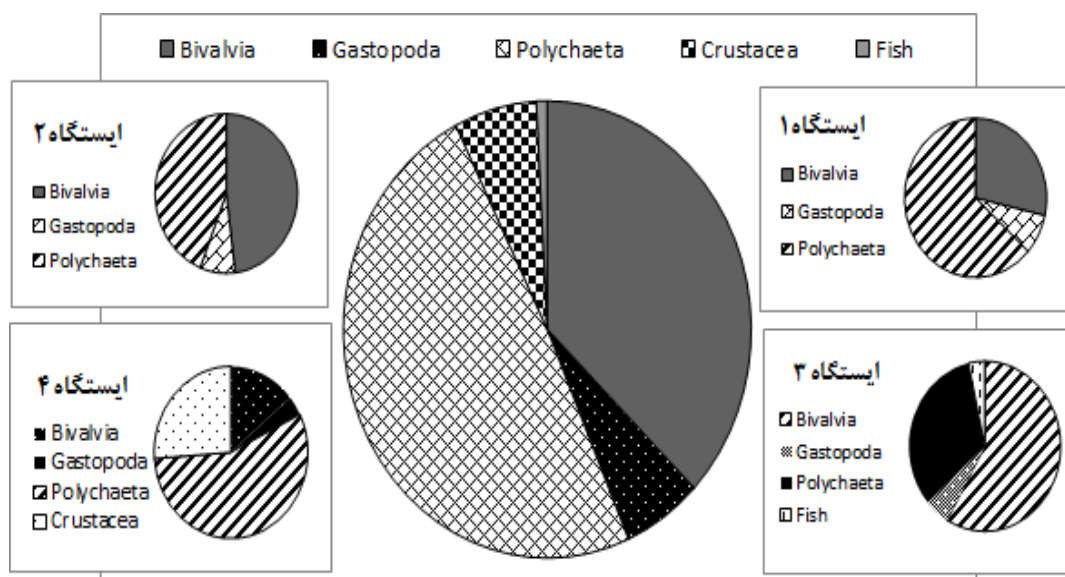 Bivalvia Gastopoda Polychaeta Crustacea Fish
ایستگاه ۲
Bivalvia
Gastopoda
Polychaeta
ایستگاه ۱
Bivalvia
Gastopoda
Polychaeta
ایستگاه ۴
Bivalvia
Gastopoda
Polychaeta
Crustacea
ایستگاه ۳
Bivalvia
Gastopoda
Polychaeta
Fish